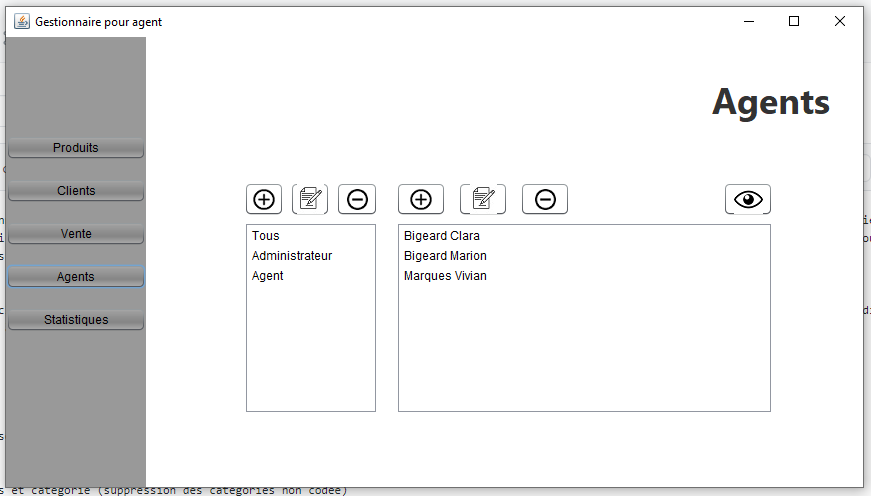 Gestionnaire pour agent
Agents
Produits
Clients
Vente
Agents
Statistiques
Tous
Administrateur
Agent
Bigeard Clara
Bigeard Marion
Marques Vivian
s et catégorie (suppression des catégories non codée)